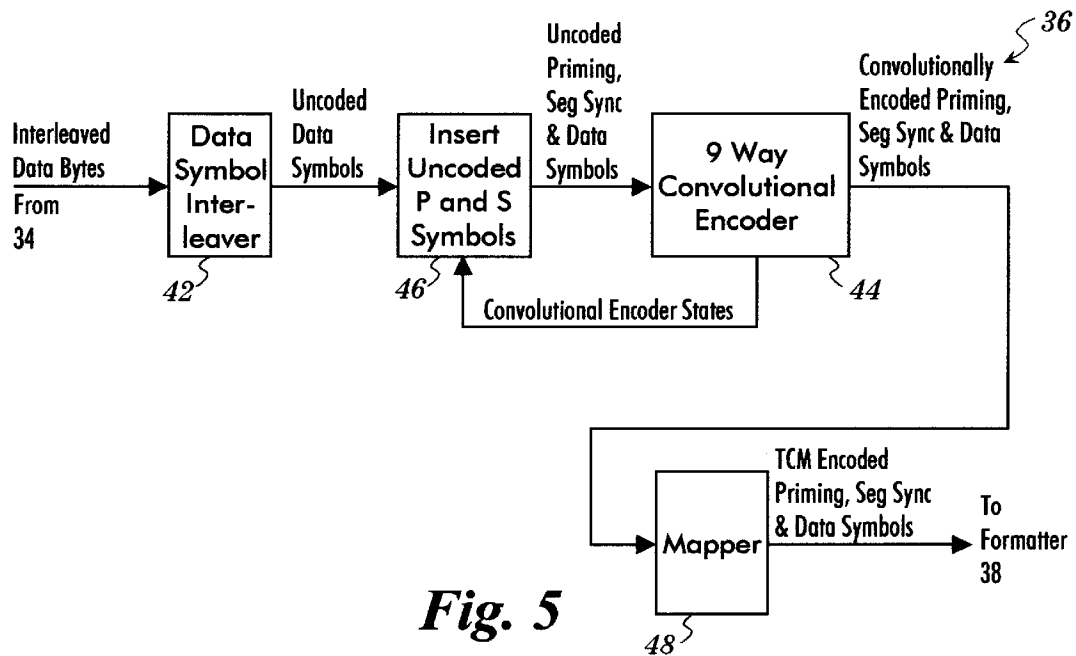 36
Interleaved
Data Bytes
From
34
Data
Symbol
Inter-
leaver
42
Uncoded
Data
Symbols
Insert
Uncoded
P and S
Symbols
46
Uncoded
Priming,
Seg Sync
& Data
Symbols
9 Way
Convolutional
Encoder
44
Convolutionally
Encoded Priming,
Seg Sync & Data
Symbols
Convolutional Encoder States
Mapper
48
TCM Encoded
Priming, Seg Sync
& Data Symbols
To
Formatter
38
Fig. 5